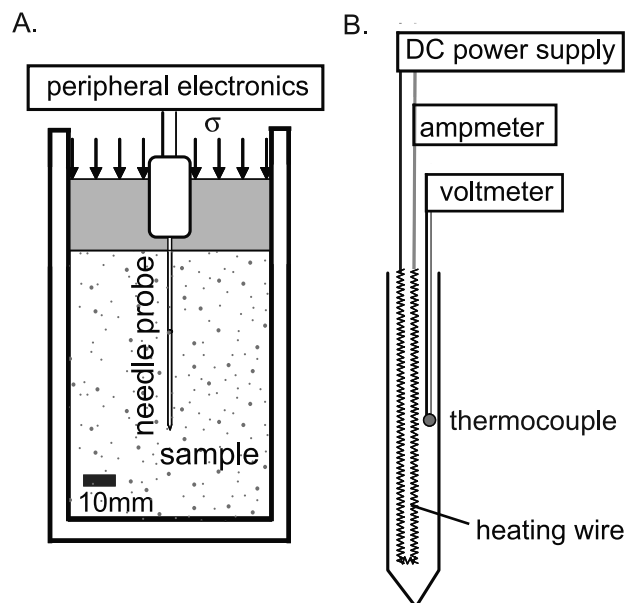 A.
peripheral electronics
σ
needle probe
sample
10mm
B.
DC power supply
ampmeter
voltmeter
thermocouple
heating wire